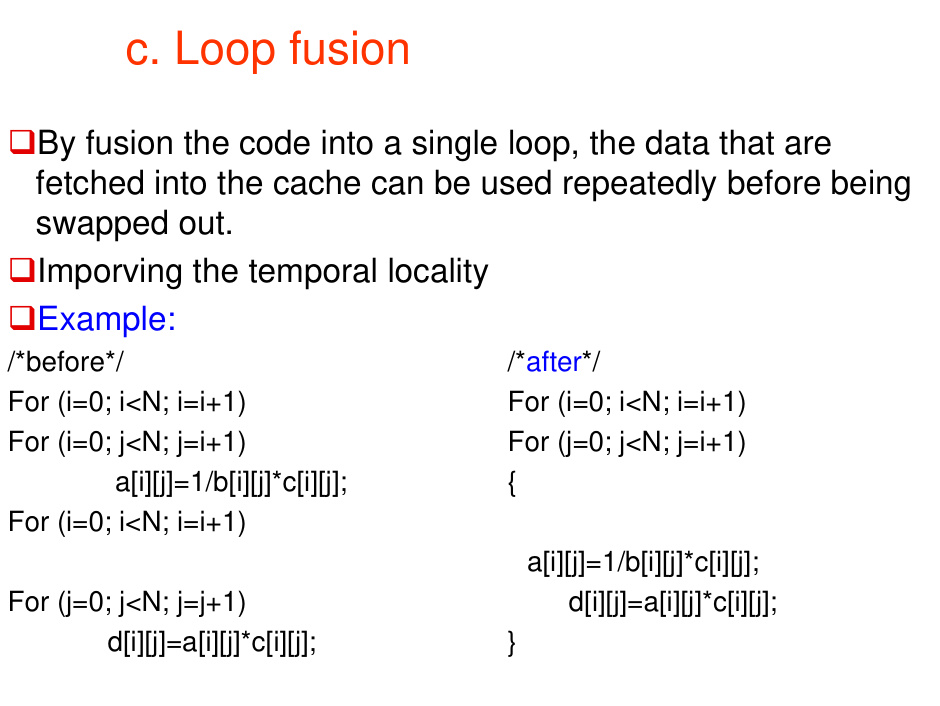 c. Loop fusion
❑By fusion the code into a single loop, the data that are
fetched into the cache can be used repeatedly before being
swapped out.
❑Imporving the temporal locality
❑Example:
/*before*/
For (i=0; i<N; i=i+1)
For (i=0; j<N; j=i+1)
a[i][j]=1/b[i][j]*c[i][j];
For (i=0; i<N; i=i+1)
For (j=0; j<N; j=j+1)
d[i][j]=a[i][j]*c[i][j];
/*after*/
For (i=0; i<N; i=i+1)
For (j=0; j<N; j=i+1)
{
a[i][j]=1/b[i][j]*c[i][j];
d[i][j]=a[i][j]*c[i][j];
}